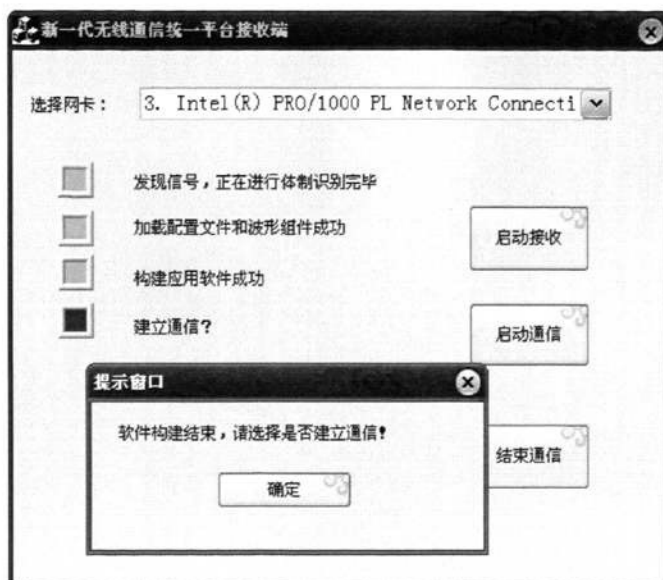 新一代无线通信统一平台接收端
选择网卡： 3. Intel(R) PRO/1000 PL Network Connecti
发现信号，正在进行体制识别完毕
加载配置文件和波形组件成功
启动接收
构建应用软件成功
建立通信？
启动通信
提示窗口
软件构建结束，请选择是否建立通信！
确定
结束通信